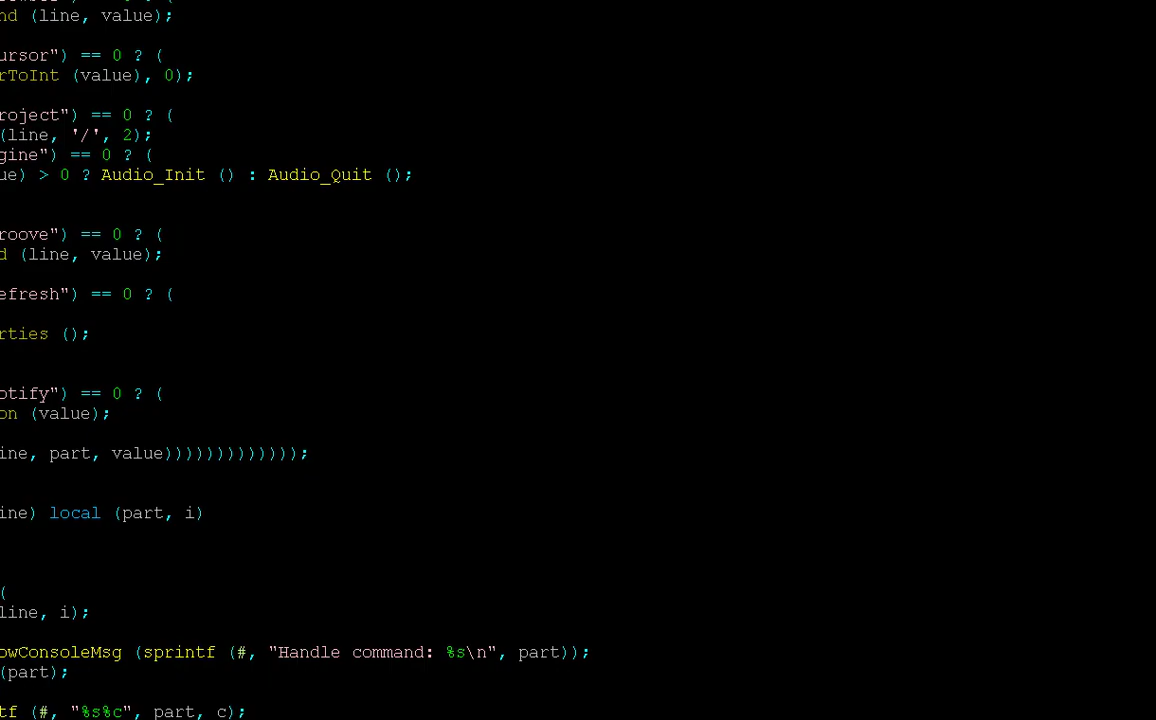 nd (line, value);
ursor") == 0 ? (
rToInt (value), 0);
roject") == 0 ? (
(line, '/', 2);
gine") == 0 ? (
ue) > 0 ? Audio_Init () : Audio_Quit ();
roove") == 0 ? (
d (line, value);
efresh") == 0 ? (
rties ();
otify") == 0 ? (
on (value);
ine, part, value)))))))))))));
ine) local (part, i)
(
line, i);
owConsoleMsg (sprintf (#, "Handle command: %s\n", part));
(part);
tf (#, "%s%c", part, c);